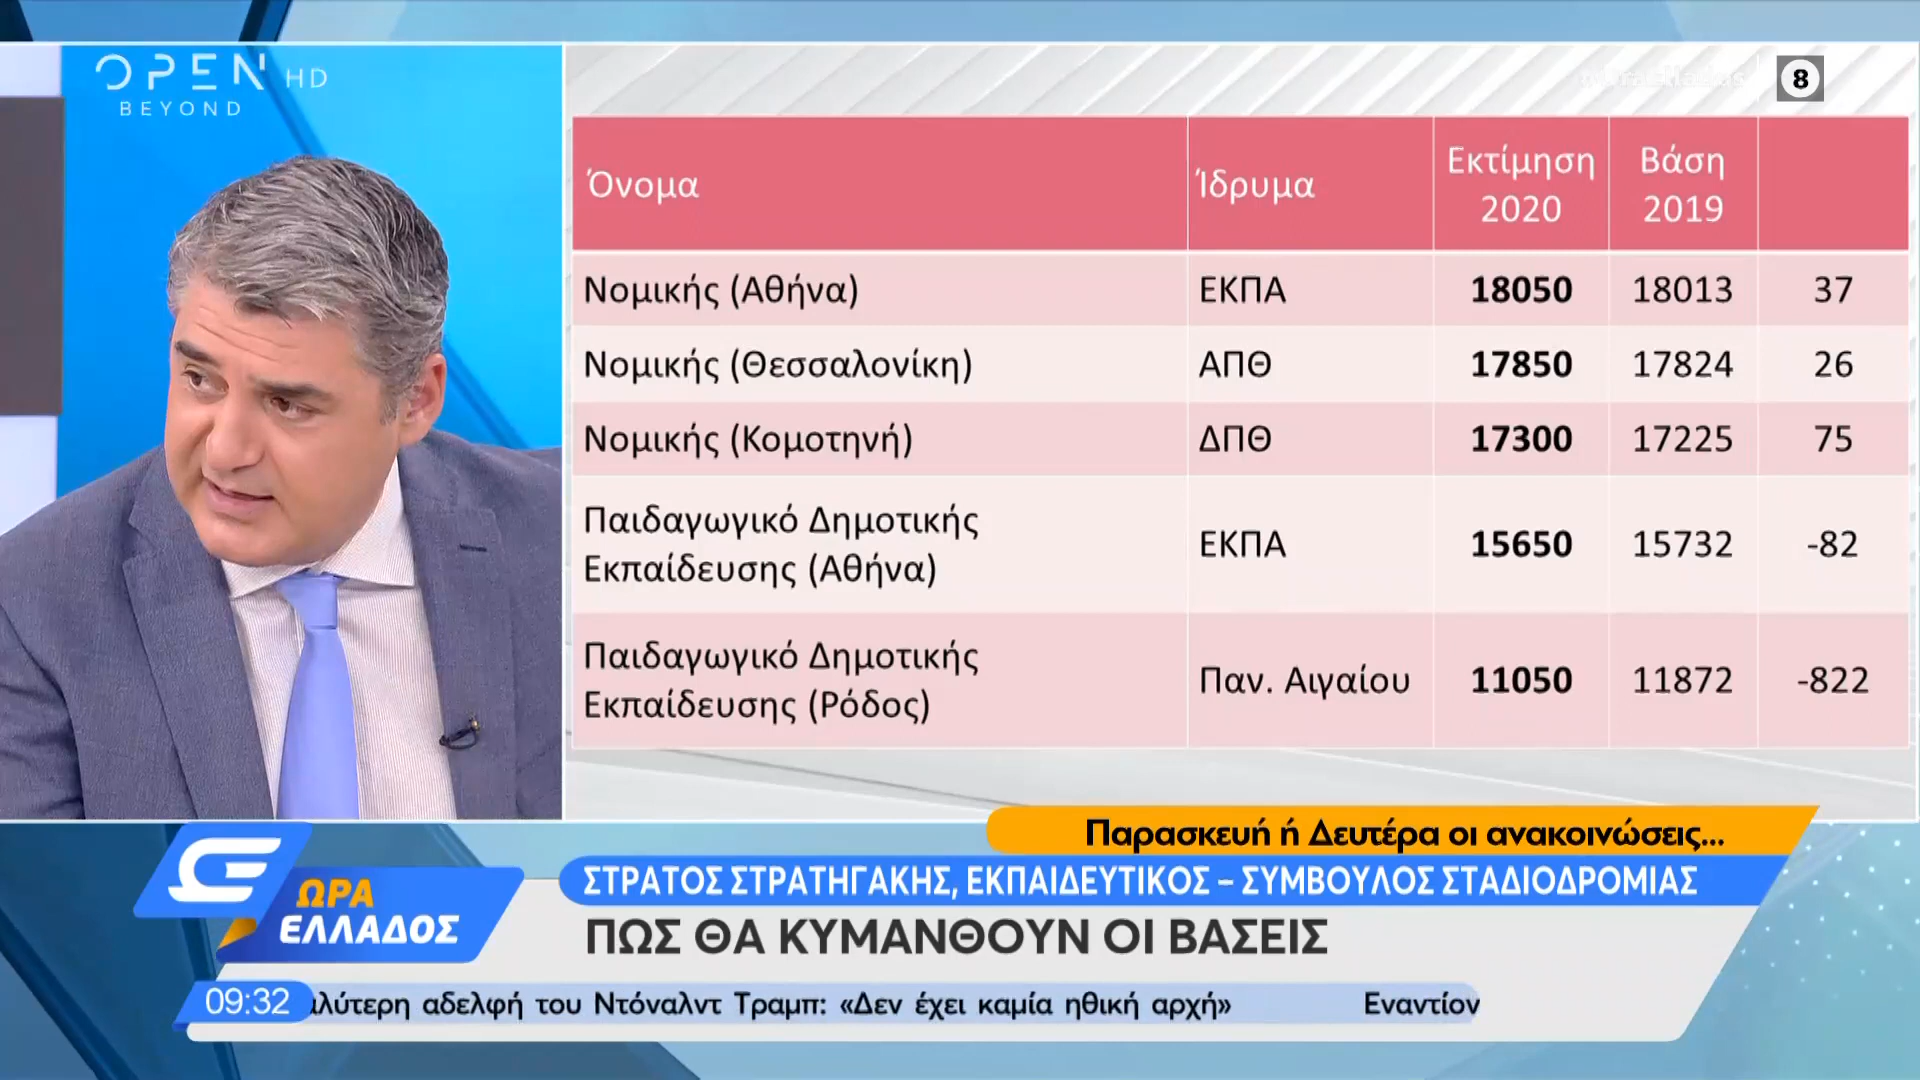 OPEN HD
BEYOND
8
Όνομα
Ίδρυμα
Εκτίμηση
2020
Βάση
2019
Νομικής (Αθήνα) ΕΚΠΑ 18050 18013 37
Νομικής (Θεσσαλονίκη) ΑΠΘ 17850 17824 26
Νομικής (Κομοτηνή) ΔΠΘ 17300 17225 75
Παιδαγωγικό Δημοτικής
Εκπαίδευσης (Αθήνα)
ΕΚΠΑ 15650 15732 -82
Παιδαγωγικό Δημοτικής
Εκπαίδευσης (Ρόδος)
Παν. Αιγαίου 11050 11872 -822
Παρασκευή ή Δευτέρα οι ανακοινώσεις...
ΣΤΡΑΤΟΣ ΣΤΡΑΤΗΓΑΚΗΣ, ΕΚΠΑΙΔΕΥΤΙΚΟΣ – ΣΥΜΒΟΥΛΟΣ ΣΤΑΔΙΟΔΡΟΜΙΑΣ
ΩΡΑ
ΕΛΛΑΔΟΣ
ΠΩΣ ΘΑ ΚΥΜΑΝΘΟΥΝ ΟΙ ΒΑΣΕΙΣ
09:32 αλύτερη αδελφή του Ντόναλντ Τραμπ: «Δεν έχει καμία ηθική αρχή» Εναντίον